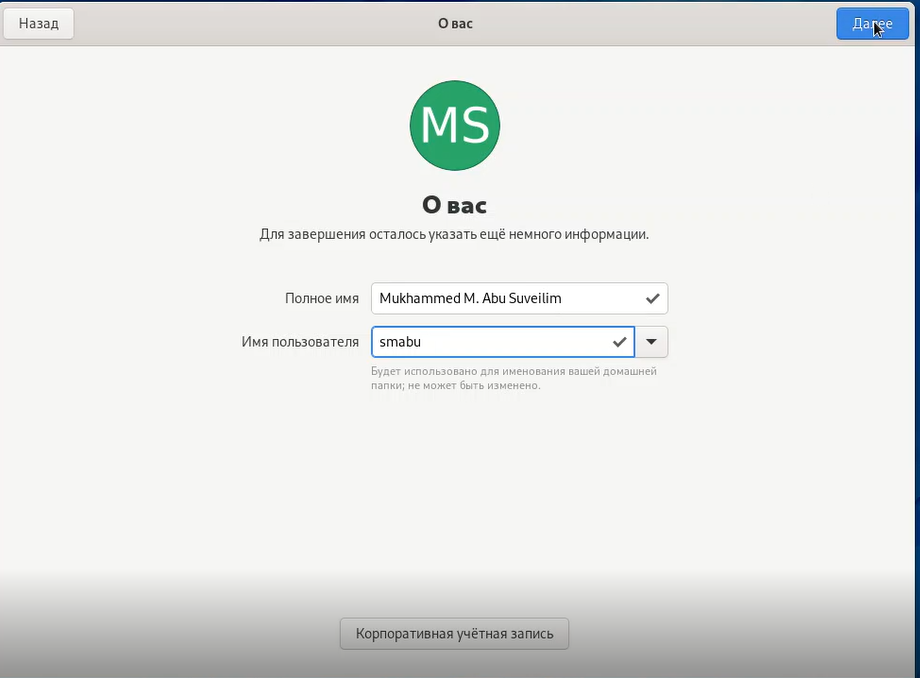 Назад
О вас
Далее
MS
О вас
Для завершения осталось указать ещё немного информации.
Полное имя
Mukhammed M. Abu Suveilim
Имя пользователя
smabu
Будет использовано для именования вашей домашней
папки; не может быть изменено.
Корпоративная учётная запись